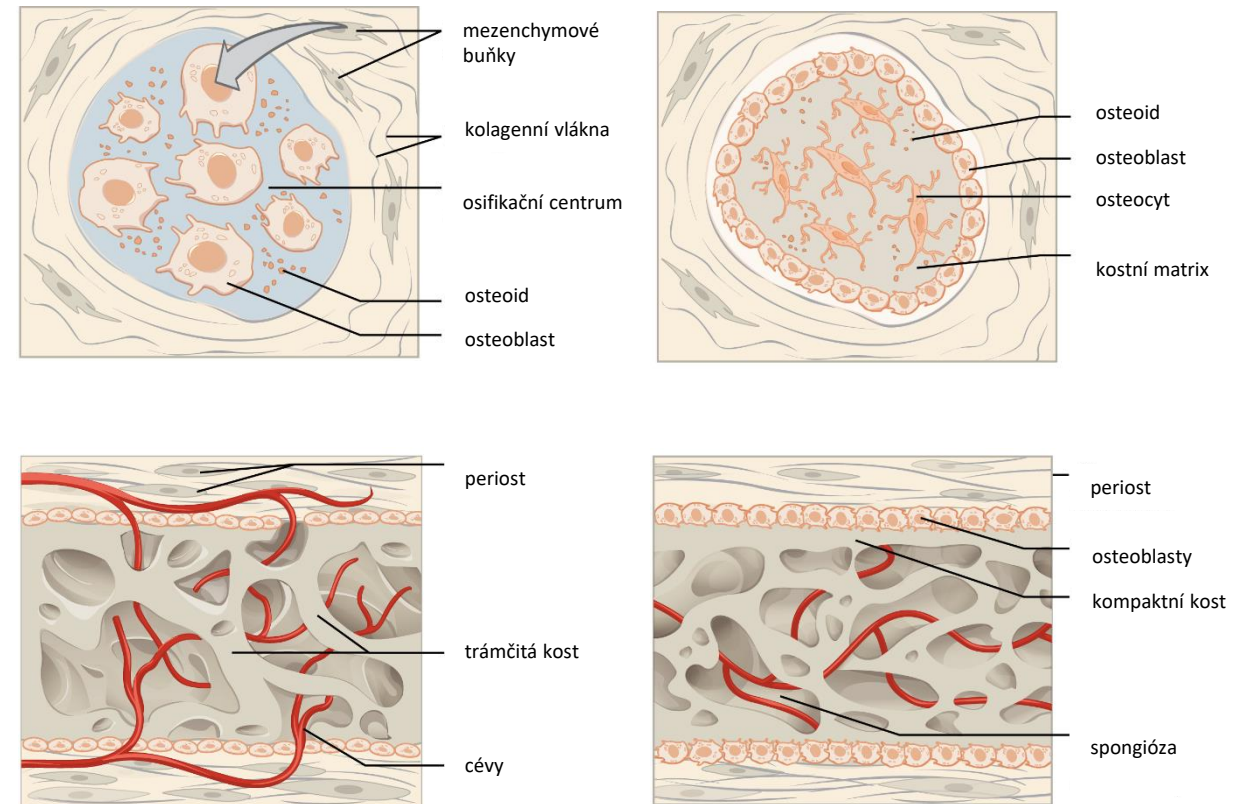 mezenchymové
buňky
kolagenní vlákna
osifikační centrum
osteoid
osteoblast
osteoid
osteoblast
osteocyt
kostní matrix
periost
trámčitá kost
cévy
periost
osteoblasty
kompaktní kost
spongióza